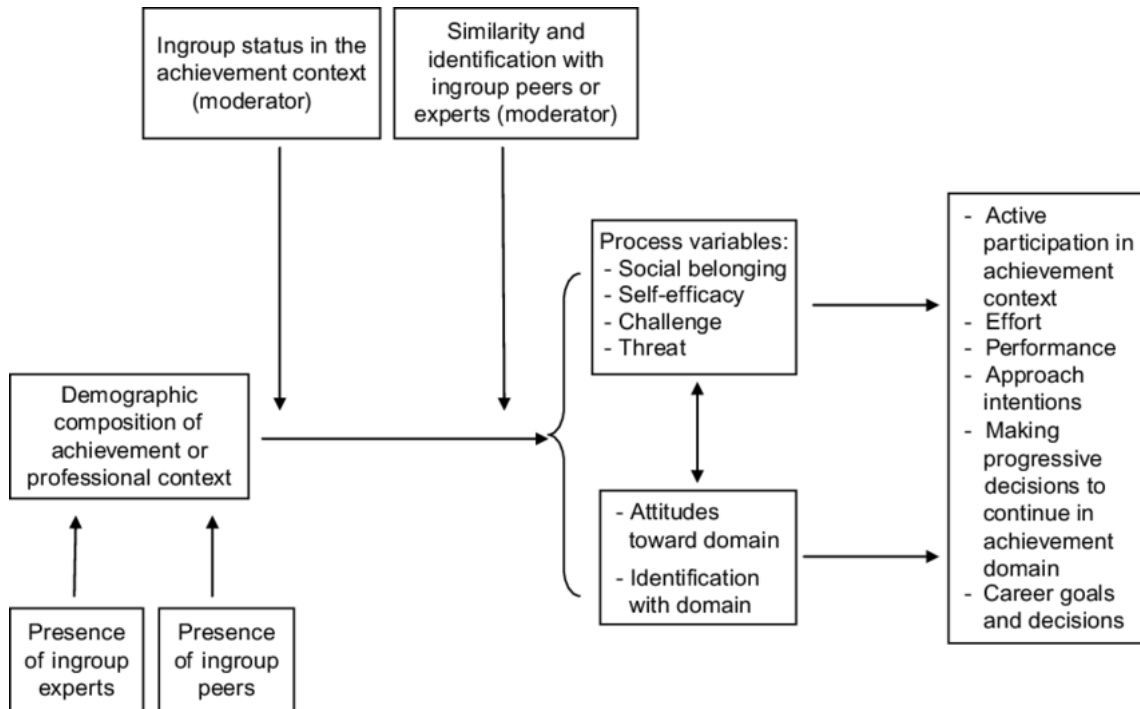 Ingroup status in the
achievement context
(moderator)
Similarity and
identification with
ingroup peers or
experts (moderator)
Process variables:
- Social belonging
- Self-efficacy
- Challenge
- Threat
- Active
participation in
achievement
context
- Effort
- Performance
- Approach
intentions
- Making
progressive
decisions to
continue in
achievement
domain
- Career goals
and decisions
Demographic
composition of
achievement or
professional context
- Attitudes
toward domain
- Identification
with domain
Presence
of ingroup
experts
Presence
of ingroup
peers